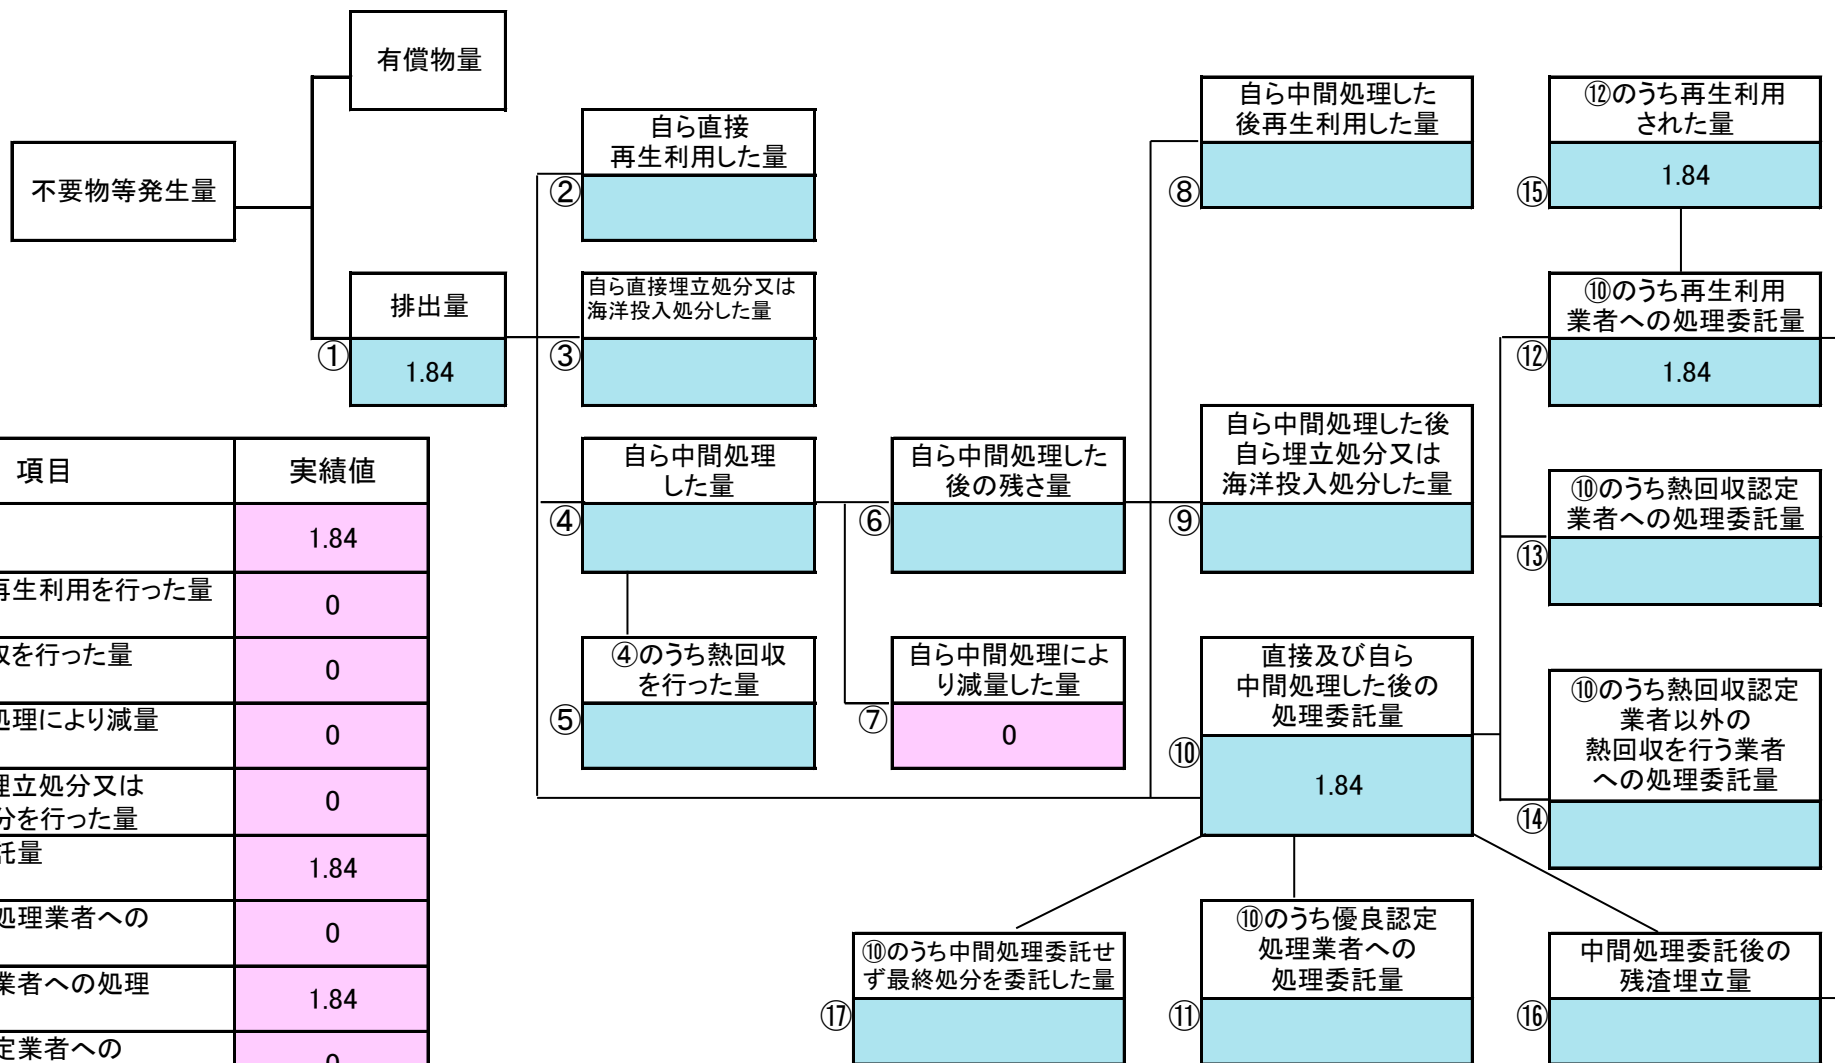 有償物量
不要物等発生量
排出量
①
1.84
自ら直接
再生利用した量
②
自ら直接埋立処分又は
海洋投入処分した量
③
自ら中間処理
した量
④
④のうち熱回収
を行った量
⑤
自ら中間処理した
後の残さ量
⑥
自ら中間処理によ
り減量した量
⑦
0
自ら中間処理した
後再生利用した量
⑧
自ら中間処理した後
自ら埋立処分又は
海洋投入処分した量
⑨
直接及び自ら
中間処理した後の
処理委託量
⑩
1.84
⑫のうち再生利用
された量
⑮
1.84
⑩のうち再生利用
業者への処理委託量
⑫
1.84
⑩のうち熱回収認定
業者への処理委託量
⑬
⑩のうち熱回収認定
業者以外の
熱回収を行う業者
への処理委託量
⑭
⑩のうち中間処理委託せ
ず最終処分を委託した量
⑰
⑩のうち優良認定
処理業者への
処理委託量
⑪
中間処理委託後の
残渣埋立量
⑯
項目 実績値
1.84
再生利用を行った量
0
を行った量
0
処理により減量
0
埋立処分又は
分を行った量
0
託量
1.84
処理業者への
0
業者への処理
1.84
定業者への
0